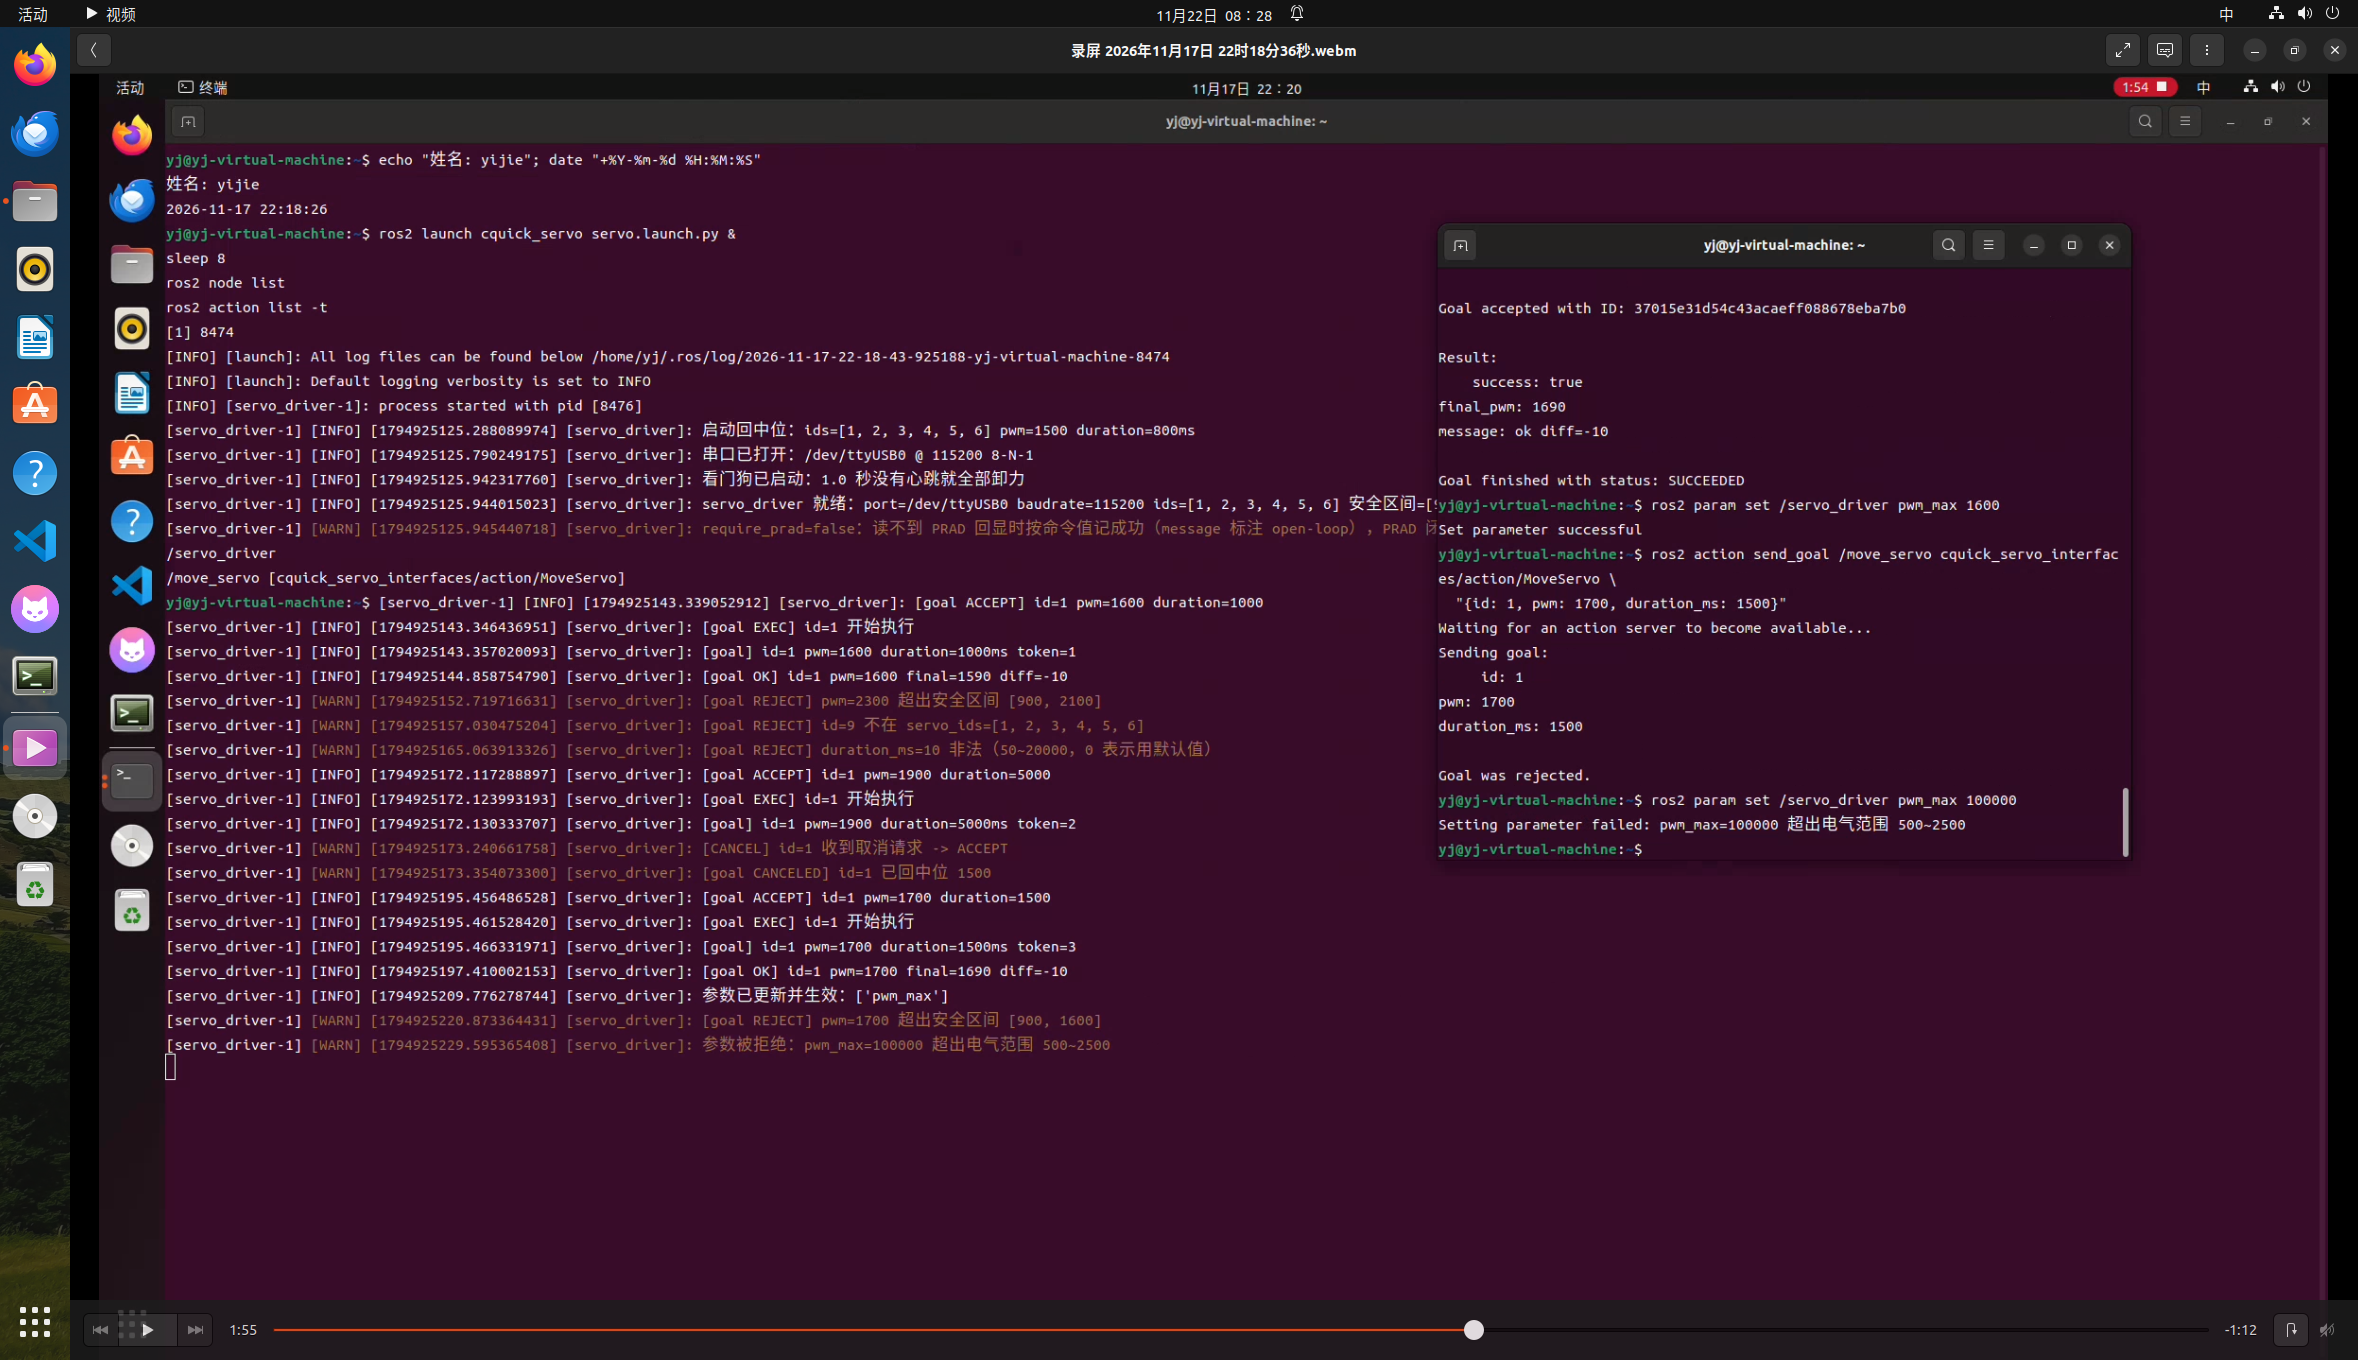 活动 视频 11月22日 08：28 中
录屏 2026年11月17日 22时18分36秒.webm
活动 终端 11月17日 22：20 1:54 中
yj@yj-virtual-machine: ~
yj@yj-virtual-machine:~$ echo "姓名: yijie"; date "+%Y-%m-%d %H:%M:%S"
姓名: yijie
2026-11-17 22:18:26
yj@yj-virtual-machine:~$ ros2 launch cquick_servo servo.launch.py &
sleep 8
ros2 node list
ros2 action list -t
[1] 8474
[INFO] [launch]: All log files can be found below /home/yj/.ros/log/2026-11-17-22-18-43-925188-yj-virtual-machine-8474
[INFO] [launch]: Default logging verbosity is set to INFO
[INFO] [servo_driver-1]: process started with pid [8476]
[servo_driver-1] [INFO] [1794925125.288089974] [servo_driver]: 启动回中位：ids=[1, 2, 3, 4, 5, 6] pwm=1500 duration=800ms
[servo_driver-1] [INFO] [1794925125.790249175] [servo_driver]: 串口已打开：/dev/ttyUSB0 @ 115200 8-N-1
[servo_driver-1] [INFO] [1794925125.942317760] [servo_driver]: 看门狗已启动：1.0 秒没有心跳就全部卸力
[servo_driver-1] [INFO] [1794925125.944015023] [servo_driver]: servo_driver 就绪：port=/dev/ttyUSB0 baudrate=115200 ids=[1, 2, 3, 4, 5, 6] 安全区间=[
[servo_driver-1] [WARN] [1794925125.945440718] [servo_driver]: require_prad=false：读不到 PRAD 回显时按命令值记成功（message 标注 open-loop），PRAD 闭
/servo_driver
/move_servo [cquick_servo_interfaces/action/MoveServo]
yj@yj-virtual-machine:~$ [servo_driver-1] [INFO] [1794925143.339052912] [servo_driver]: [goal ACCEPT] id=1 pwm=1600 duration=1000
[servo_driver-1] [INFO] [1794925143.346436951] [servo_driver]: [goal EXEC] id=1 开始执行
[servo_driver-1] [INFO] [1794925143.357020093] [servo_driver]: [goal] id=1 pwm=1600 duration=1000ms token=1
[servo_driver-1] [INFO] [1794925144.858754790] [servo_driver]: [goal OK] id=1 pwm=1600 final=1590 diff=-10
[servo_driver-1] [WARN] [1794925152.719716631] [servo_driver]: [goal REJECT] pwm=2300 超出安全区间 [900, 2100]
[servo_driver-1] [WARN] [1794925157.030475204] [servo_driver]: [goal REJECT] id=9 不在 servo_ids=[1, 2, 3, 4, 5, 6]
[servo_driver-1] [WARN] [1794925165.063913326] [servo_driver]: [goal REJECT] duration_ms=10 非法（50~20000，0 表示用默认值）
[servo_driver-1] [INFO] [1794925172.117288897] [servo_driver]: [goal ACCEPT] id=1 pwm=1900 duration=5000
[servo_driver-1] [INFO] [1794925172.123993193] [servo_driver]: [goal EXEC] id=1 开始执行
[servo_driver-1] [INFO] [1794925172.130333707] [servo_driver]: [goal] id=1 pwm=1900 duration=5000ms token=2
[servo_driver-1] [WARN] [1794925173.240661758] [servo_driver]: [CANCEL] id=1 收到取消请求 -> ACCEPT
[servo_driver-1] [WARN] [1794925173.354073300] [servo_driver]: [goal CANCELED] id=1 已回中位 1500
[servo_driver-1] [INFO] [1794925195.456486528] [servo_driver]: [goal ACCEPT] id=1 pwm=1700 duration=1500
[servo_driver-1] [INFO] [1794925195.461528420] [servo_driver]: [goal EXEC] id=1 开始执行
[servo_driver-1] [INFO] [1794925195.466331971] [servo_driver]: [goal] id=1 pwm=1700 duration=1500ms token=3
[servo_driver-1] [INFO] [1794925197.410002153] [servo_driver]: [goal OK] id=1 pwm=1700 final=1690 diff=-10
[servo_driver-1] [INFO] [1794925209.776278744] [servo_driver]: 参数已更新并生效：['pwm_max']
[servo_driver-1] [WARN] [1794925220.873364431] [servo_driver]: [goal REJECT] pwm=1700 超出安全区间 [900, 1600]
[servo_driver-1] [WARN] [1794925229.595365408] [servo_driver]: 参数被拒绝：pwm_max=100000 超出电气范围 500~2500
yj@yj-virtual-machine: ~
Goal accepted with ID: 37015e31d54c43acaeff088678eba7b0
Result:
success: true
final_pwm: 1690
message: ok diff=-10
Goal finished with status: SUCCEEDED
yj@yj-virtual-machine:~$ ros2 param set /servo_driver pwm_max 1600
Set parameter successful
yj@yj-virtual-machine:~$ ros2 action send_goal /move_servo cquick_servo_interfac
es/action/MoveServo \
"{id: 1, pwm: 1700, duration_ms: 1500}"
Waiting for an action server to become available...
Sending goal:
id: 1
pwm: 1700
duration_ms: 1500
Goal was rejected.
yj@yj-virtual-machine:~$ ros2 param set /servo_driver pwm_max 100000
Setting parameter failed: pwm_max=100000 超出电气范围 500~2500
yj@yj-virtual-machine:~$
1:55 -1:12